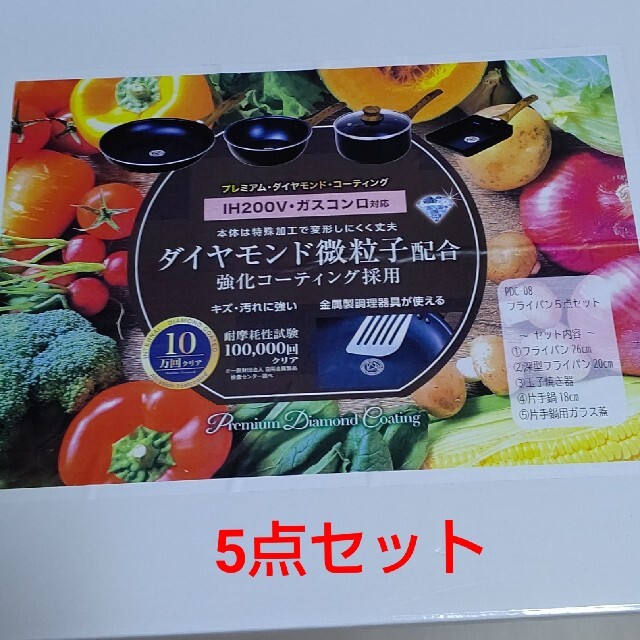 プレミアム・ダイヤモンド・コーティング
IH200V・ガスコンロ対応
本体は特殊加工で変形しにくく丈夫
ダイヤモンド微粒子配合
強化コーティング採用
キズ・汚れに強い 金属製調理器具が使える
10
万回クリア
耐摩耗性試験
100,000回
クリア
Premium Diamond Coating
PDC-08
フライパン5点セット
～ セット内容 ～
①フライパン26cm
②深型フライパン20cm
③玉子焼き器
④片手鍋18cm
⑤片手鍋用ガラス蓋
5点セット